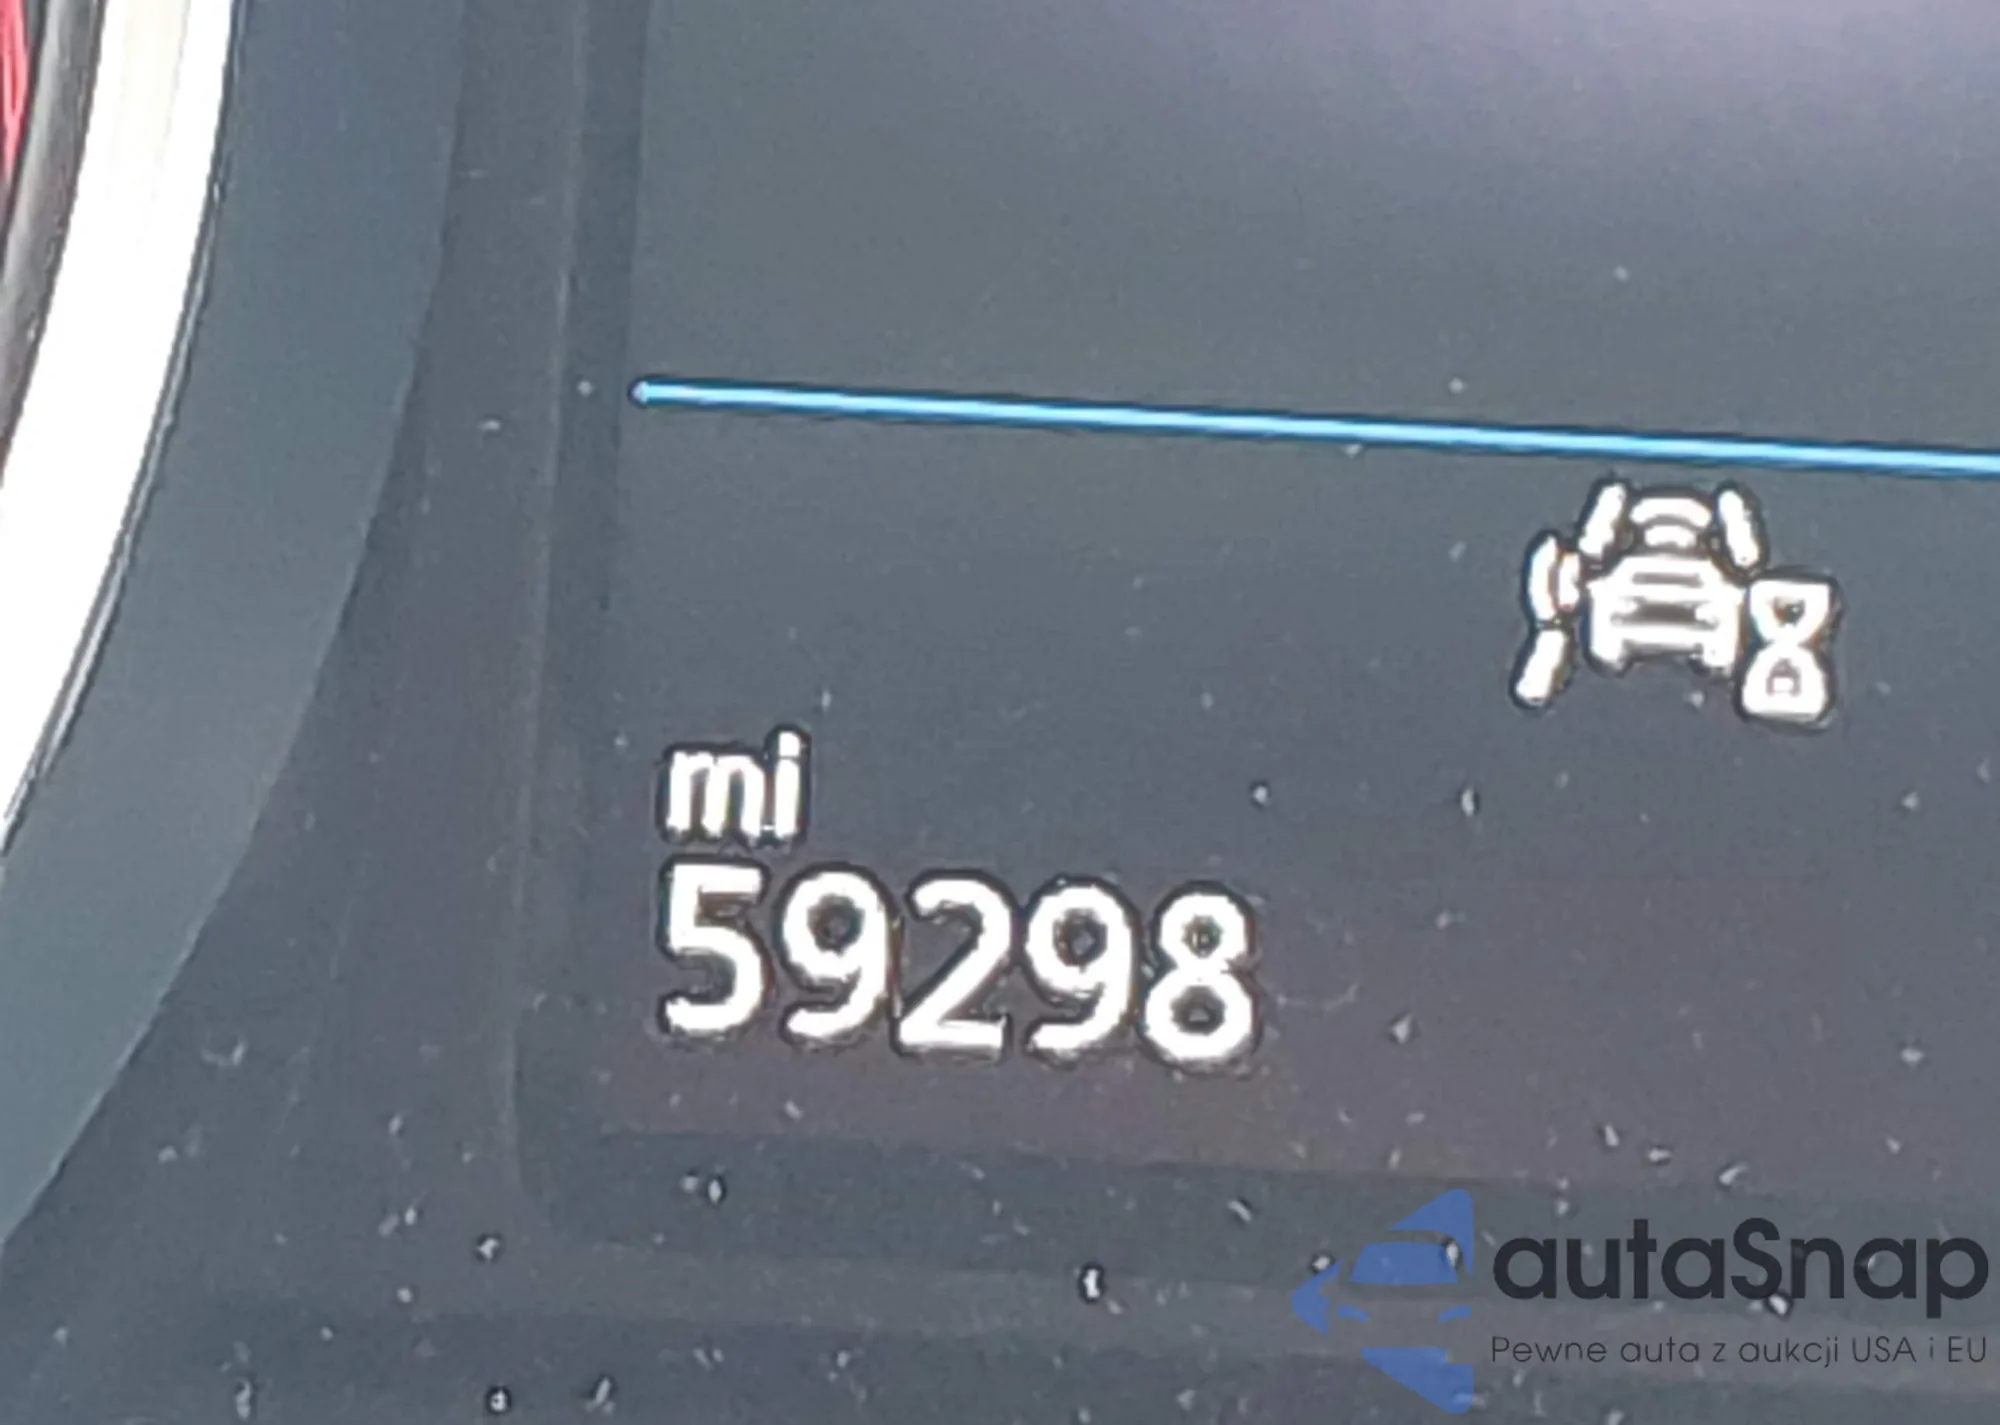 mi
59298
autaSnap
Pewne auta z aukcji USA i EU